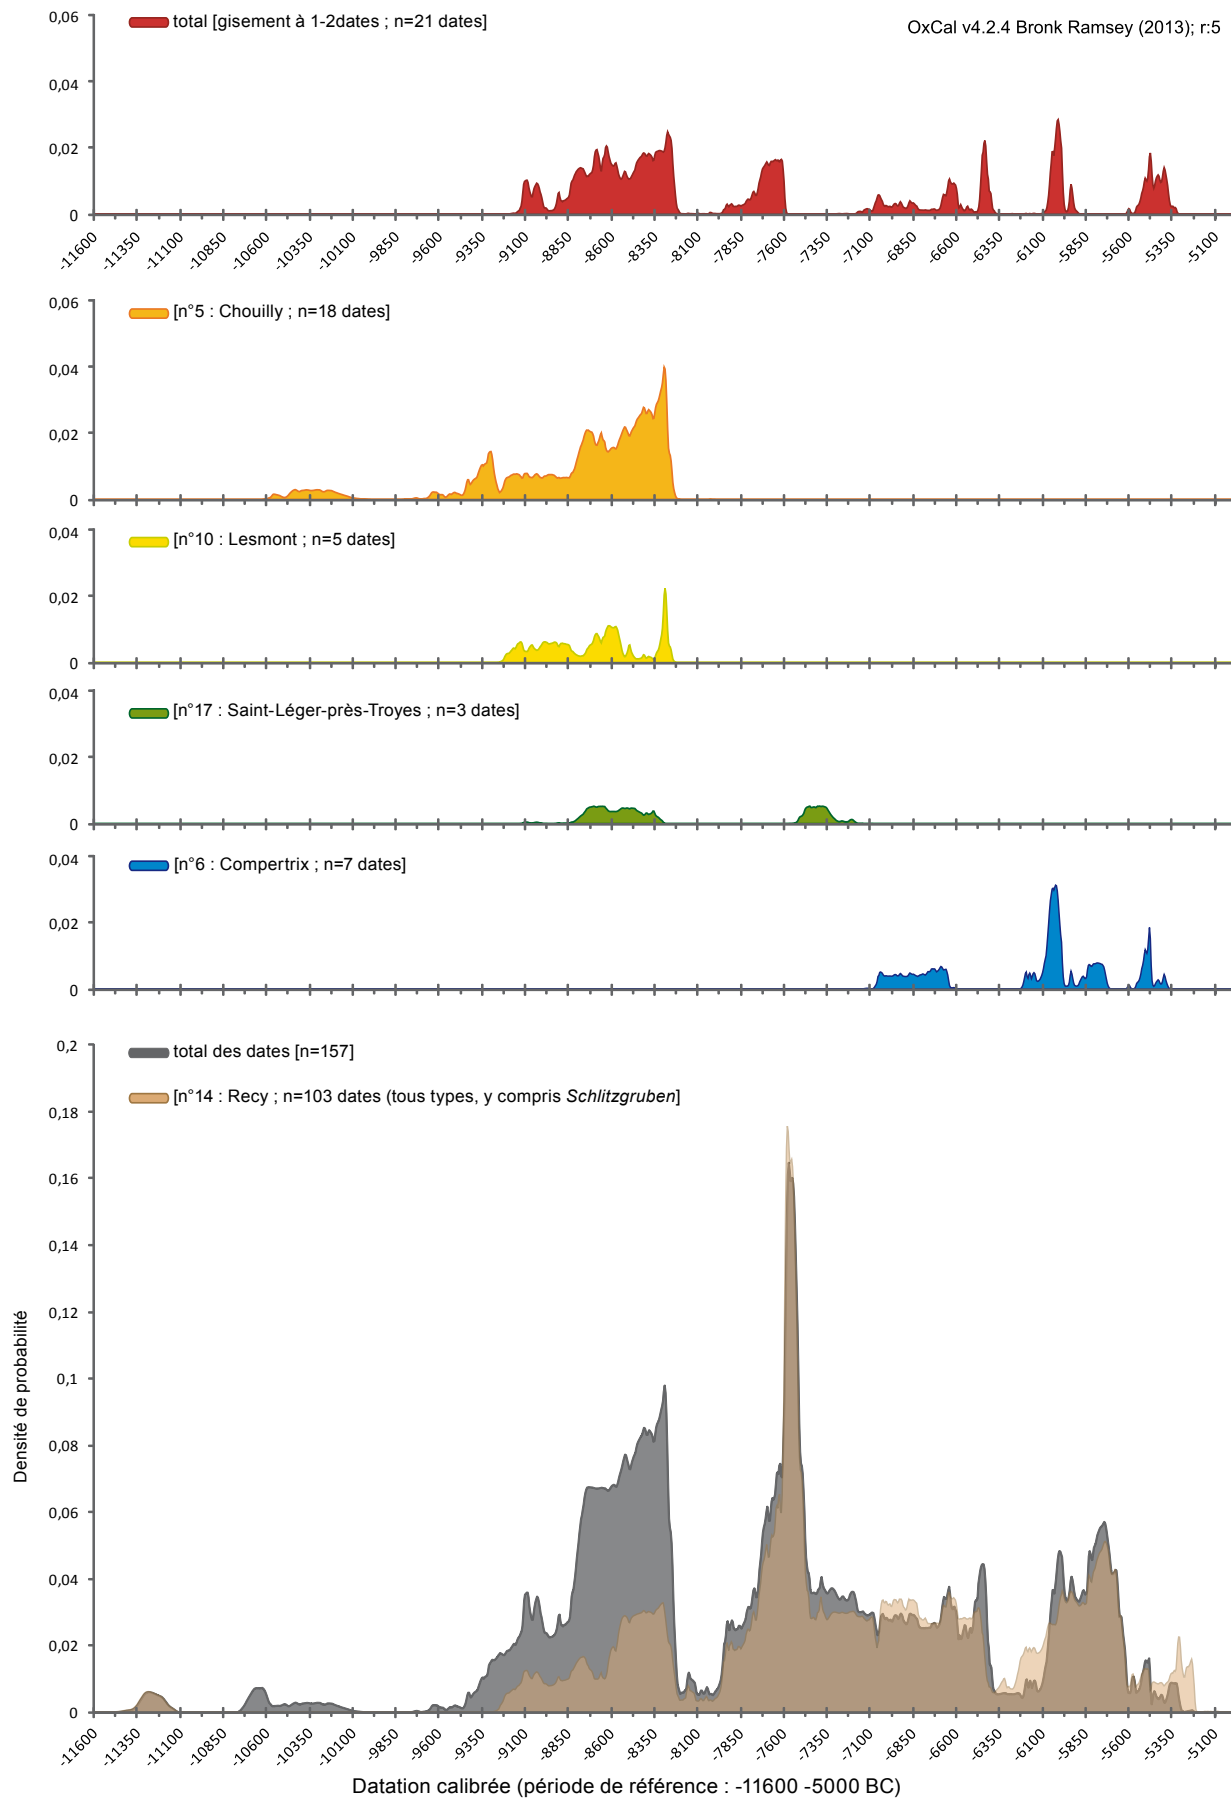 total [gisement à 1-2dates ; n=21 dates]
OxCal v4.2.4 Bronk Ramsey (2013); r:5
0,06
0,04
0,02
0
-11600 -11350 -11100 -10850 -10600 -10350 -10100 -9850 -9600 -9350 -9100 -8850 -8600 -8350 -8100 -7850 -7600 -7350 -7100 -6850 -6600 -6350 -6100 -5850 -5600 -5350 -5100
[n°5 : Chouilly ; n=18 dates]
0,06
0,04
0,02
0
[n°10 : Lesmont ; n=5 dates]
0,04
0,02
0
[n°17 : Saint-Léger-près-Troyes ; n=3 dates]
0,04
0,02
0
[n°6 : Compertrix ; n=7 dates]
0,04
0,02
0
total des dates [n=157]
[n°14 : Recy ; n=103 dates (tous types, y compris Schlitzgruben]
0,2
0,18
0,16
0,14
0,12
0,1
0,08
0,06
0,04
0,02
0
Densité de probabilité
-11600 -11350 -11100 -10850 -10600 -10350 -10100 -9850 -9600 -9350 -9100 -8850 -8600 -8350 -8100 -7850 -7600 -7350 -7100 -6850 -6600 -6350 -6100 -5850 -5600 -5350 -5100
Datation calibrée (période de référence : -11600 -5000 BC)